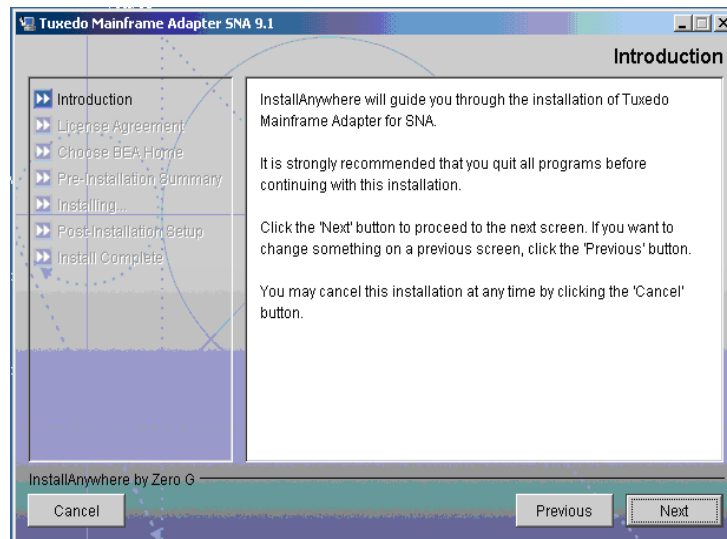 Tuxedo Mainframe Adapter SNA 9.1
Introduction
Introduction
License Agreement
Choose BEA Home
Pre-Installation Summary
Installing...
Post-Installation Setup
Install Complete
InstallAnywhere will guide you through the installation of Tuxedo
Mainframe Adapter for SNA.
It is strongly recommended that you quit all programs before
continuing with this installation.
Click the 'Next' button to proceed to the next screen. If you want to
change something on a previous screen, click the 'Previous' button.
You may cancel this installation at any time by clicking the 'Cancel'
button.
InstallAnywhere by Zero G
Cancel
Previous
Next